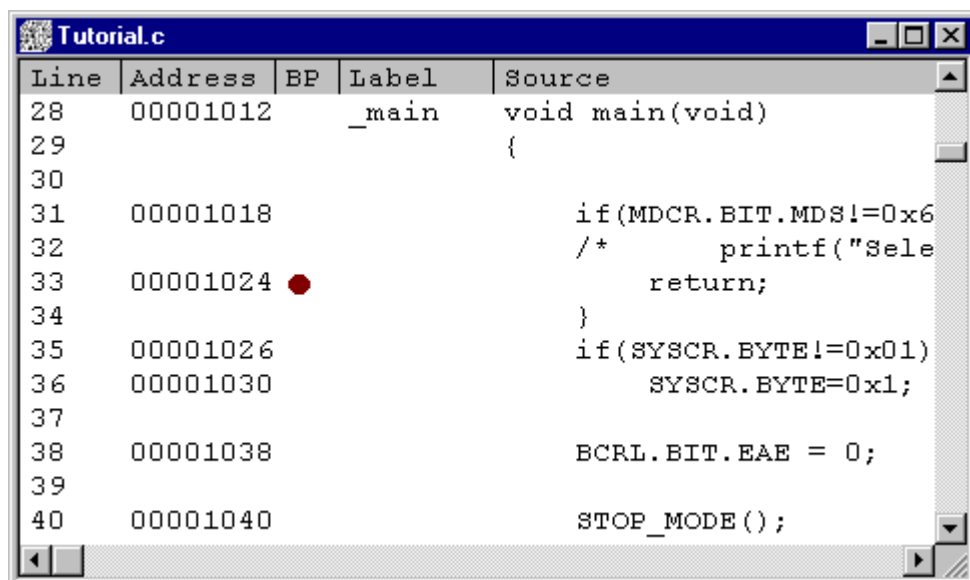 Tutorial.c
Line Address BP Label Source
28 00001012 _main void main(void)
29 {
30
31 00001018 if(MDCR.BIT.MDS!=0x6
32 /* printf("Sele
33 00001024 return;
34 }
35 00001026 if(SYSCR.BYTE!=0x01)
36 00001030 SYSCR.BYTE=0x1;
37
38 00001038 BCRL.BIT.EAE = 0;
39
40 00001040 STOP_MODE();